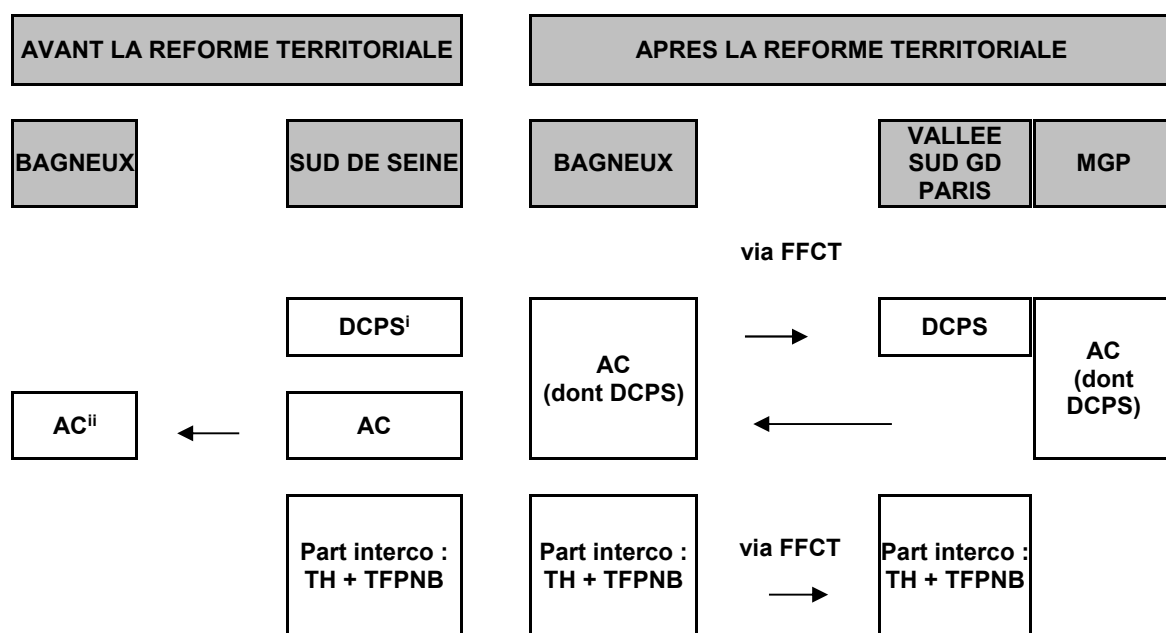 AVANT LA REFORME TERRITORIALE
APRES LA REFORME TERRITORIALE
BAGNEUX
SUD DE SEINE
BAGNEUX
VALLEE
SUD GD
PARIS
MGP
via FFCT
DCPSⁱ
AC
(dont DCPS)
DCPS
AC
(dont
DCPS)
ACⁱⁱ
AC
Part interco :
TH + TFPNB
Part interco :
TH + TFPNB
via FFCT
Part interco :
TH + TFPNB